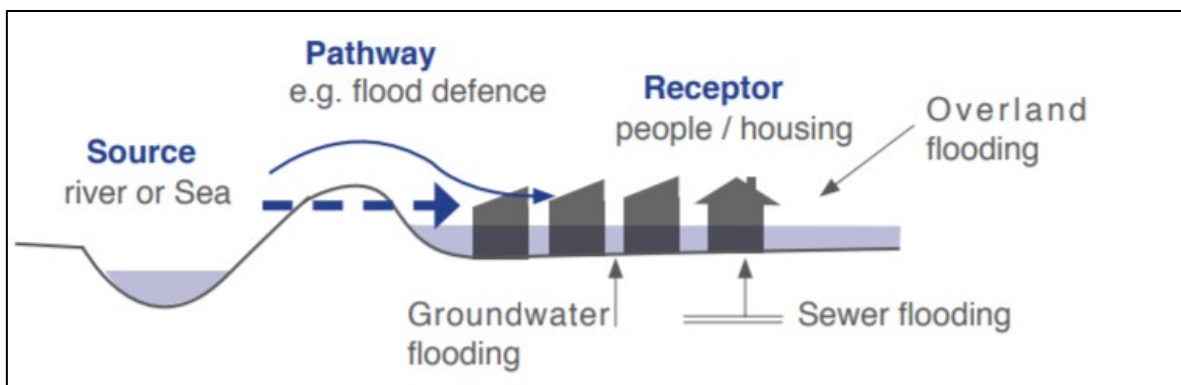 Pathway
e.g. flood defence
Receptor
people / housing
Overland
flooding
Source
river or Sea
Groundwater
flooding
Sewer flooding